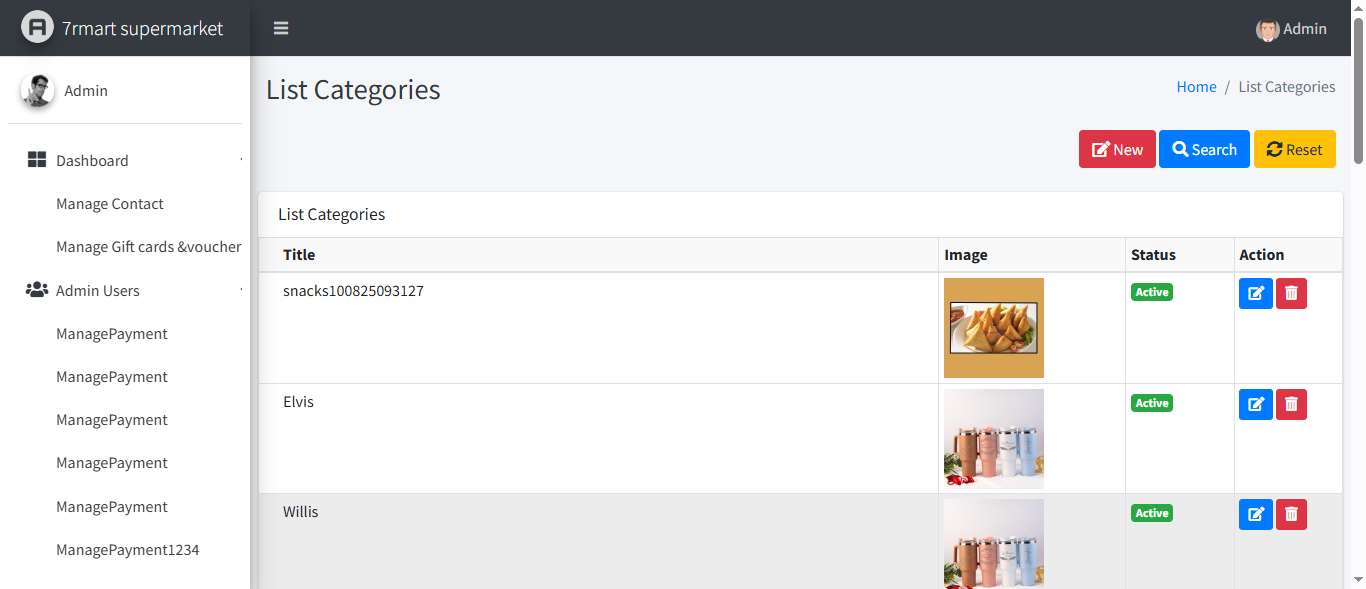 7rmart supermarket
Admin
Admin
List Categories
Home / List Categories
New Search Reset
Dashboard
Manage Contact
Manage Gift cards &voucher
Admin Users
ManagePayment
ManagePayment
ManagePayment
ManagePayment
ManagePayment
ManagePayment1234
List Categories
Title Image Status Action
snacks100825093127 Active
Elvis Active
Willis Active